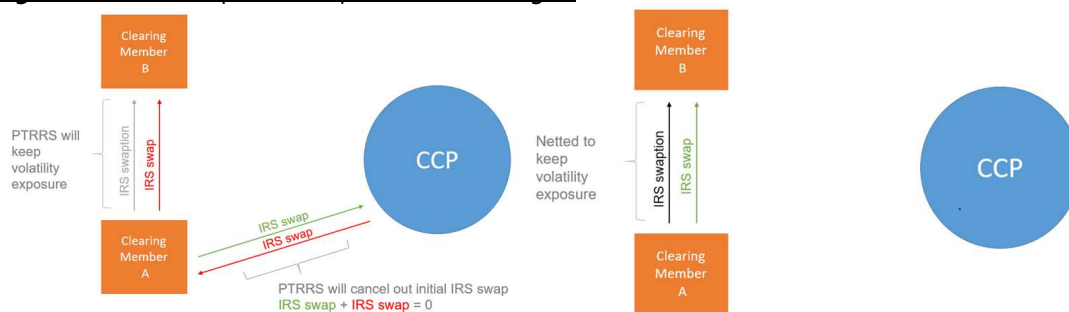 Clearing
Member
B
PTRRS will
keep
volatility
exposure
IRS swaption
IRS swap
Clearing
Member
A
CCP
IRS swap
IRS swap
PTRRS will cancel out initial IRS swap
IRS swap + IRS swap = 0
Clearing
Member
B
Netted to
keep
volatility
exposure
IRS swaption
IRS swap
Clearing
Member
A
CCP